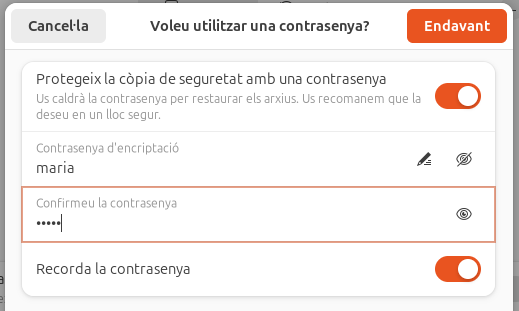 Cancel·la
Voleu utilitzar una contrasenya?
Endavant
Protegeix la còpia de seguretat amb una contrasenya
Us caldrà la contrasenya per restaurar els arxius. Us recomanem que la
deseu en un lloc segur.
Contrasenya d'encriptació
maria
Confirmeu la contrasenya
•••••
Recorda la contrasenya